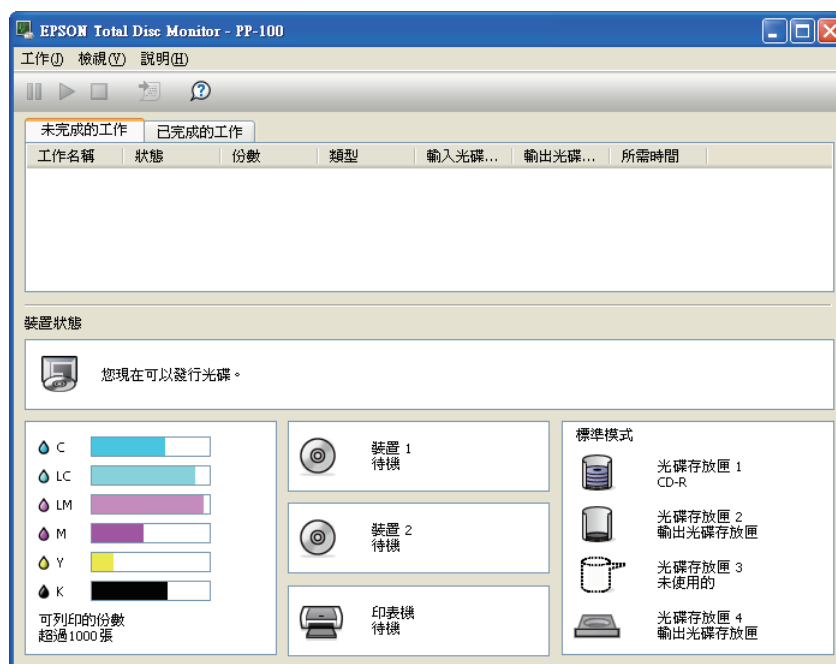 EPSON Total Disc Monitor - PP-100
工作(J) 檢視(V) 說明(H)
未完成的工作 已完成的工作
工作名稱 狀態 份數 類型 輸入光碟... 輸出光碟... 所需時間
裝置狀態
您現在可以發行光碟。
C
LC
LM
M
Y
K
可列印的份數
超過1000張
裝置 1
待機
裝置 2
待機
印表機
待機
標準模式
光碟存放匣 1
CD-R
光碟存放匣 2
輸出光碟存放匣
光碟存放匣 3
未使用的
光碟存放匣 4
輸出光碟存放匣